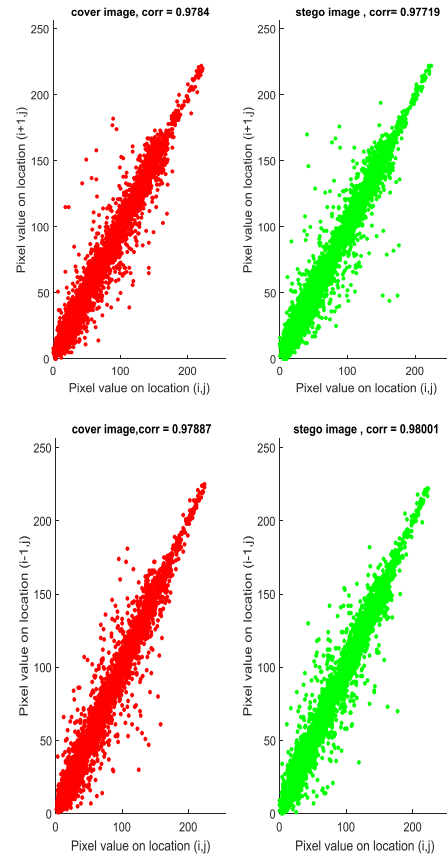 cover image, corr = 0.9784
250
200
150
100
50
0
0 100 200
Pixel value on location (i+1,j)
Pixel value on location (i,j)
stego image , corr= 0.97719
250
200
150
100
50
0
0 100 200
Pixel value on location (i+1,j)
Pixel value on location (i,j)
cover image,corr = 0.97887
250
200
150
100
50
0
0 100 200
Pixel value on location (i-1,j)
Pixel value on location (i,j)
stego image , corr = 0.98001
250
200
150
100
50
0
0 100 200
Pixel value on location (i-1,j)
Pixel value on location (i,j)